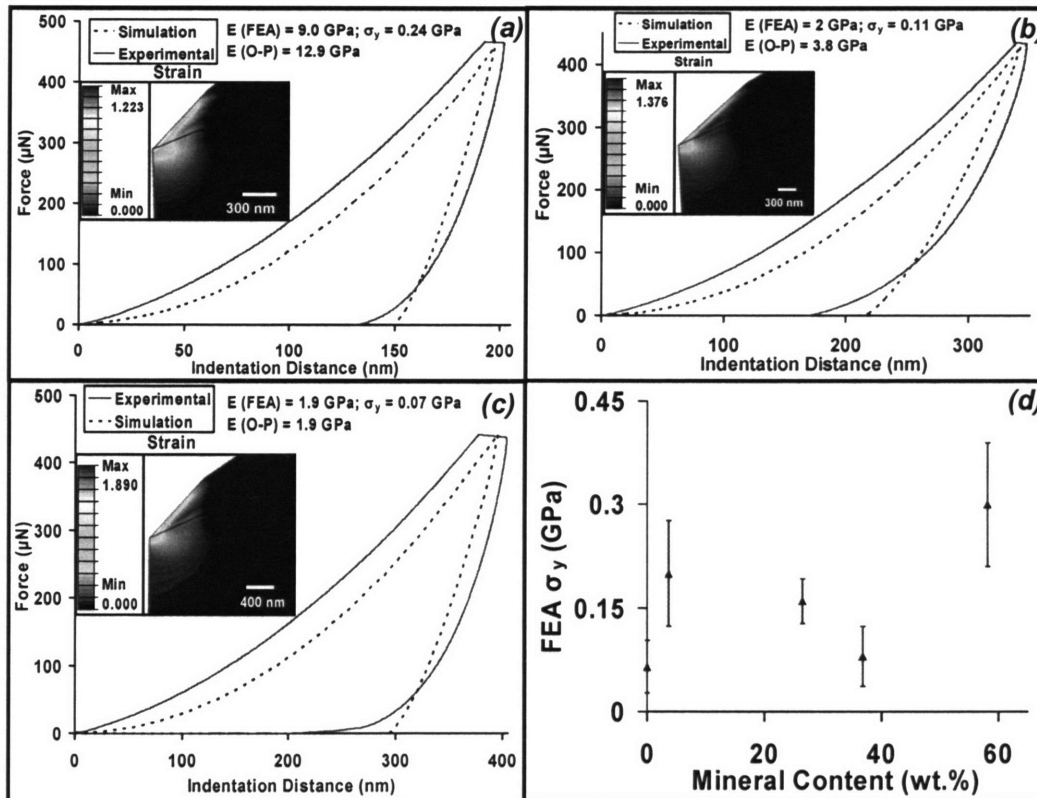 (a)
Simulation
Experimental
E (FEA) = 9.0 GPa; σy = 0.24 GPa
E (O-P) = 12.9 GPa
Strain
Max
1.223
Min
0.000
300 nm
Force (µN)
500
400
300
200
100
0
0 50 100 150 200
Indentation Distance (nm)
(b)
Simulation
Experimental
E (FEA) = 2 GPa; σy = 0.11 GPa
E (O-P) = 3.8 GPa
Strain
Max
1.376
Min
0.000
300 nm
Force (µN)
400
300
200
100
0
0 100 200 300
Indentation Distance (nm)
(c)
Experimental
Simulation
E (FEA) = 1.9 GPa; σy = 0.07 GPa
E (O-P) = 1.9 GPa
Strain
Max
1.890
Min
0.000
400 nm
Force (µN)
500
400
300
200
100
0
0 100 200 300 400
Indentation Distance (nm)
(d)
FEA σy (GPa)
0.45
0.3
0.15
0
0 20 40 60
Mineral Content (wt.%)